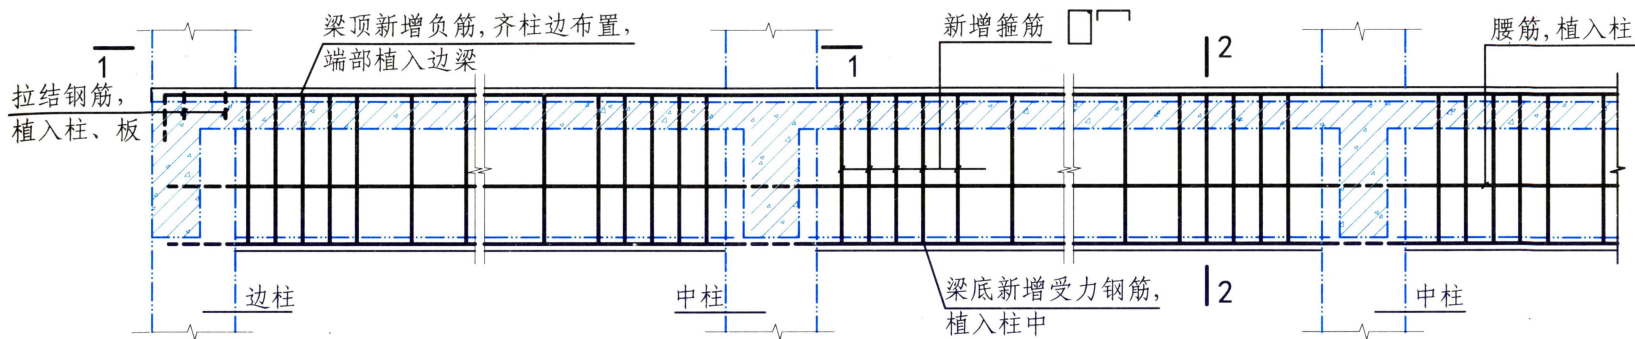 梁顶新增负筋,齐柱边布置,
端部植入边梁
新增箍筋
2
腰筋,植入柱
1
1
拉结钢筋,
植入柱、板
边柱
中柱
梁底新增受力钢筋,
植入柱中
2
中柱